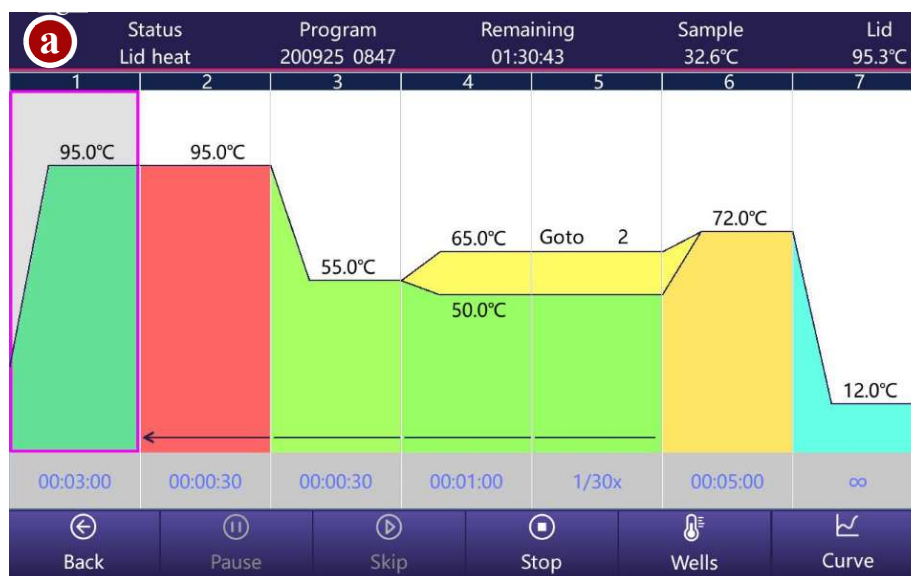 a
Status Program Remaining Sample Lid
Lid heat 200925 0847 01:30:43 32.6℃ 95.3℃
1 2 3 4 5 6 7
95.0℃ 95.0℃
72.0℃
65.0℃ Goto 2
55.0℃
50.0℃
12.0℃
00:03:00 00:00:30 00:00:30 00:01:00 1/30x 00:05:00 ∞
Back Pause Skip Stop Wells Curve